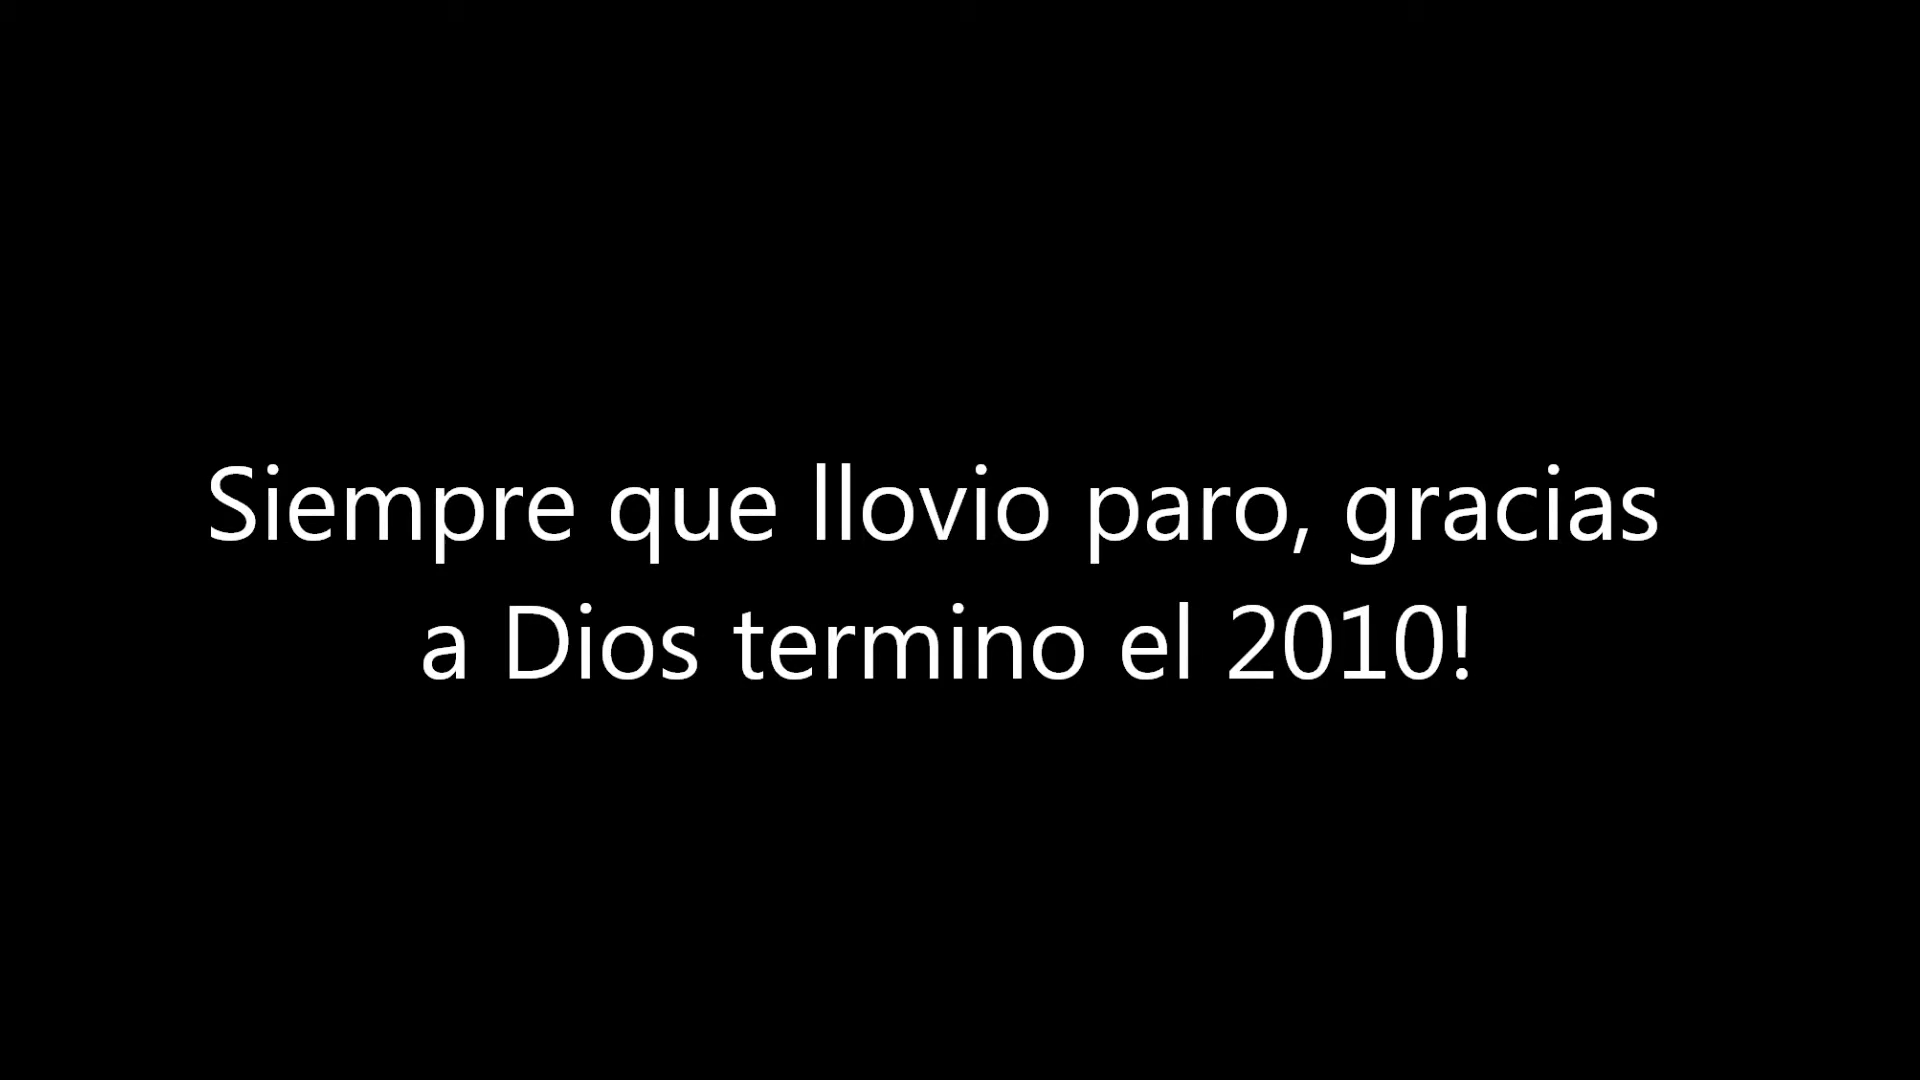 Siempre que llovio paro, gracias
a Dios termino el 2010!